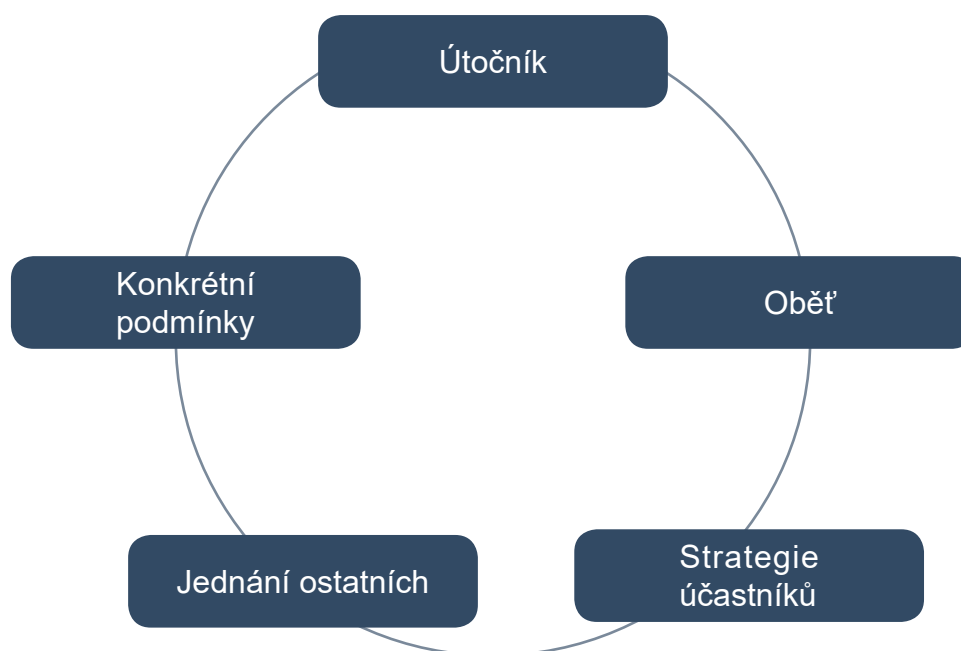 Útočník
Konkrétní
podmínky
Oběť
Jednání ostatních
Strategie
účastníků